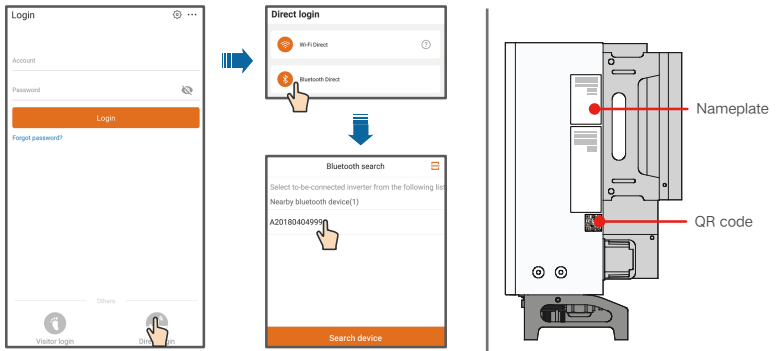 Login
Account
Password
Login
Forgot password?
Others
Visitor login
Direct login
Direct login
Wi-Fi Direct
?
Bluetooth Direct
Bluetooth search
Select to-be-connected inverter from the following list
Nearby bluetooth device(1)
A20180404999
Search device
Nameplate
QR code